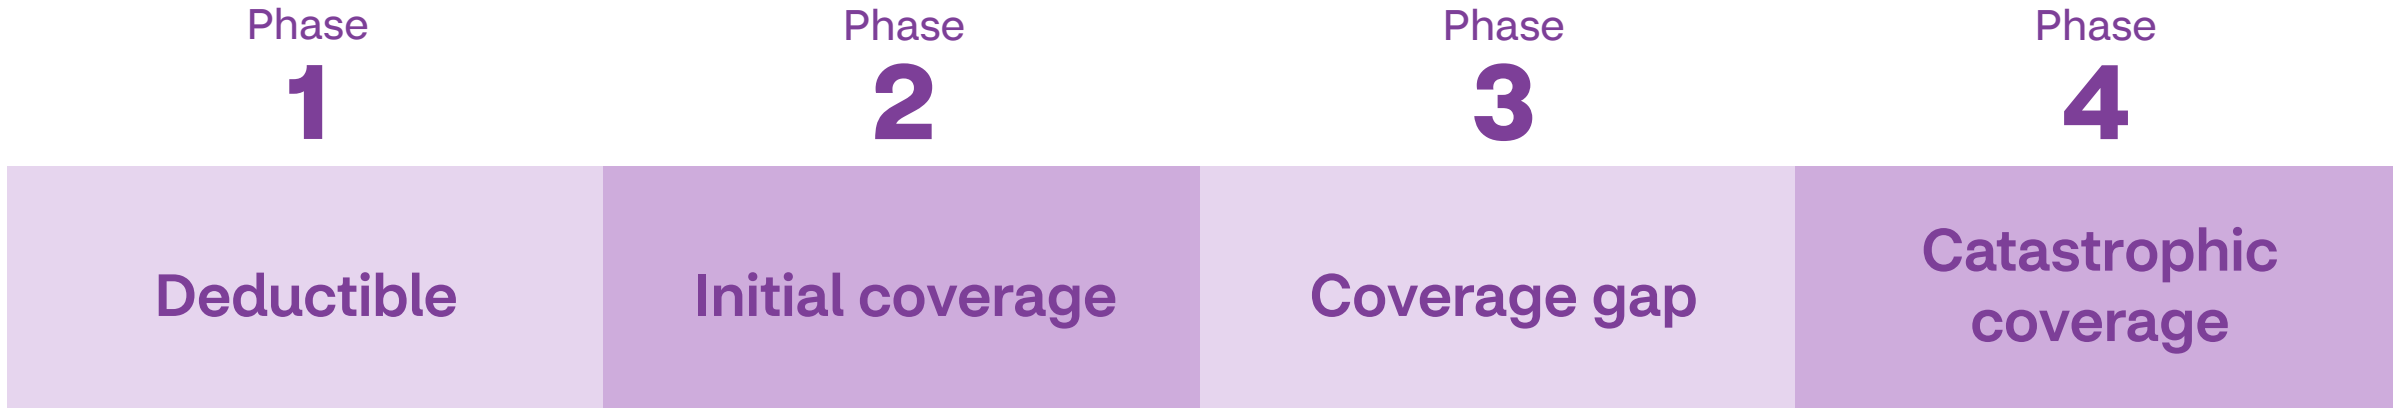 Phase
1
Deductible
Phase
2
Initial coverage
Phase
3
Coverage gap
Phase
4
Catastrophic
coverage